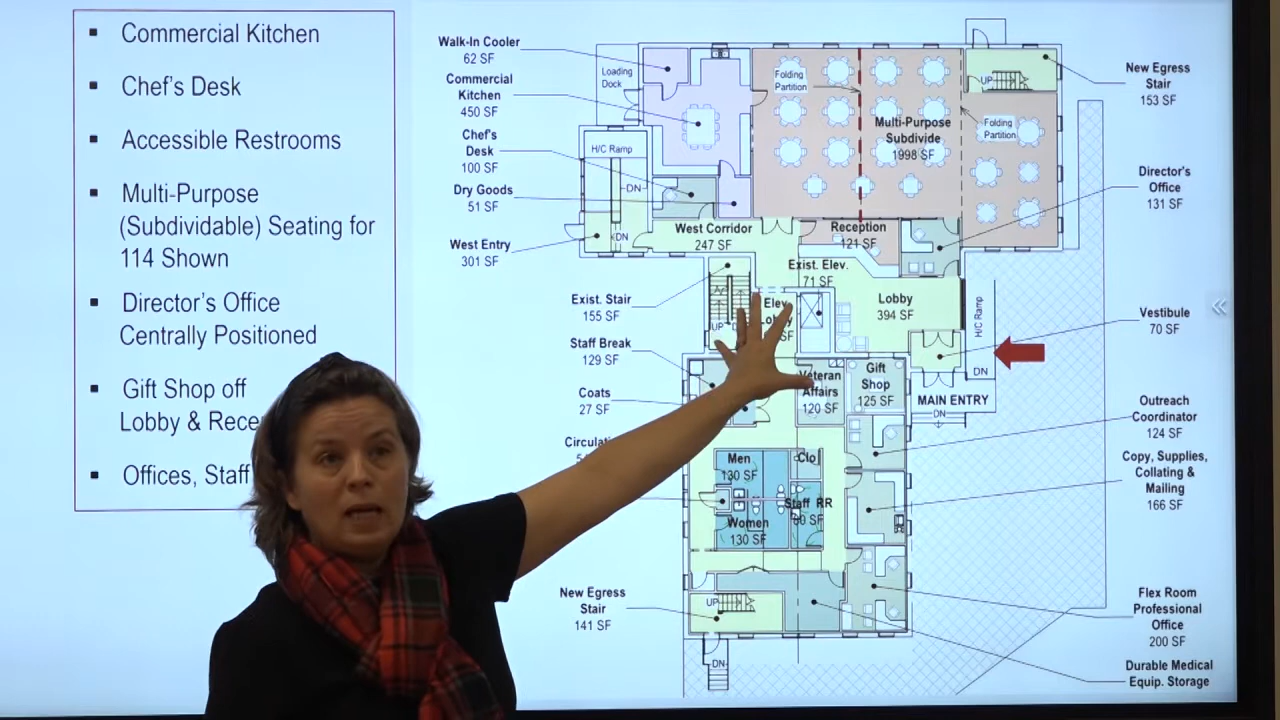 Commercial Kitchen
Chef's Desk
Accessible Restrooms
Multi-Purpose
(Subdividable) Seating for
114 Shown
Director's Office
Centrally Positioned
Gift Shop off
Lobby &
Offices, Staff
Walk-In Cooler
62 SF
Commercial
Kitchen
450 SF
Chef's
Desk
100 SF
Dry Goods
51 SF
West Entry
301 SF
Exist. Stair
155 SF
Staff Break
129 SF
Coats
27 SF
New Egress
Stair
141 SF
Loading
Dock
H/C Ramp
DN
DN
Folding
Partition
Multi-Purpose
Subdivide
1998 SF
Folding
Partition
UP
West Corridor
247 SF
Reception
121 SF
Exist. Elev.
71 SF
Lobby
394 SF
Elev.
UP
Veteran
Affairs
120 SF
Gift
Shop
125 SF
H/C Ramp
DN
MAIN ENTRY
DN
Men
130 SF
Clo
Staff RR
Women
130 SF
UP
DN
New Egress
Stair
153 SF
Director's
Office
131 SF
Vestibule
70 SF
Outreach
Coordinator
124 SF
Copy, Supplies,
Collating &
Mailing
166 SF
Flex Room
Professional
Office
200 SF
Durable Medical
Equip. Storage